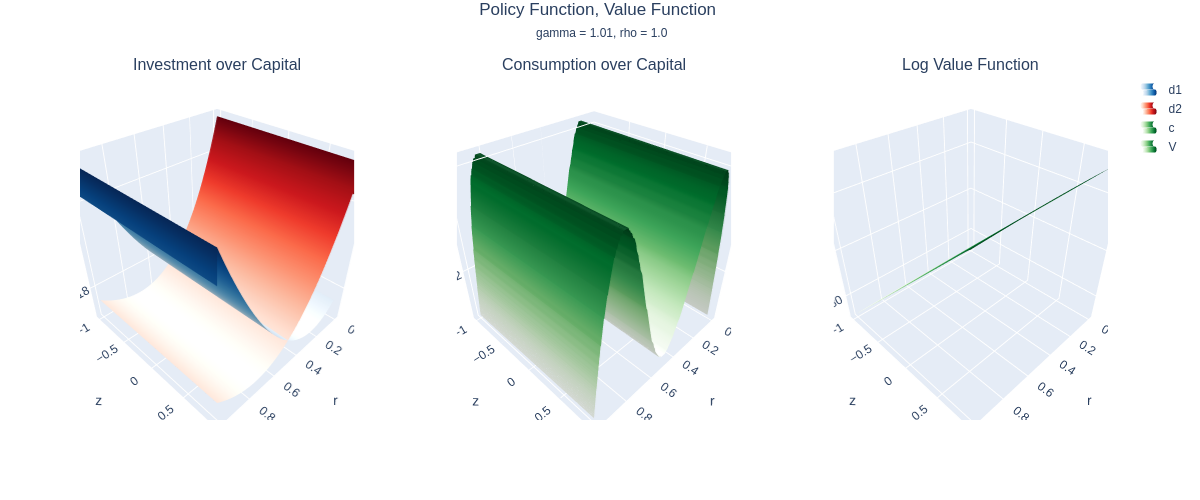 Policy Function, Value Function
gamma = 1.01, rho = 1.0
Investment over Capital
Consumption over Capital
Log Value Function
d1
d2
c
V
−1
−0.5
0
0.5
z
0
0.2
0.4
0.6
0.8
r
−1
−0.5
0
0.5
z
0
0.2
0.4
0.6
0.8
r
−1
−0.5
0
0.5
z
0
0.2
0.4
0.6
0.8
r